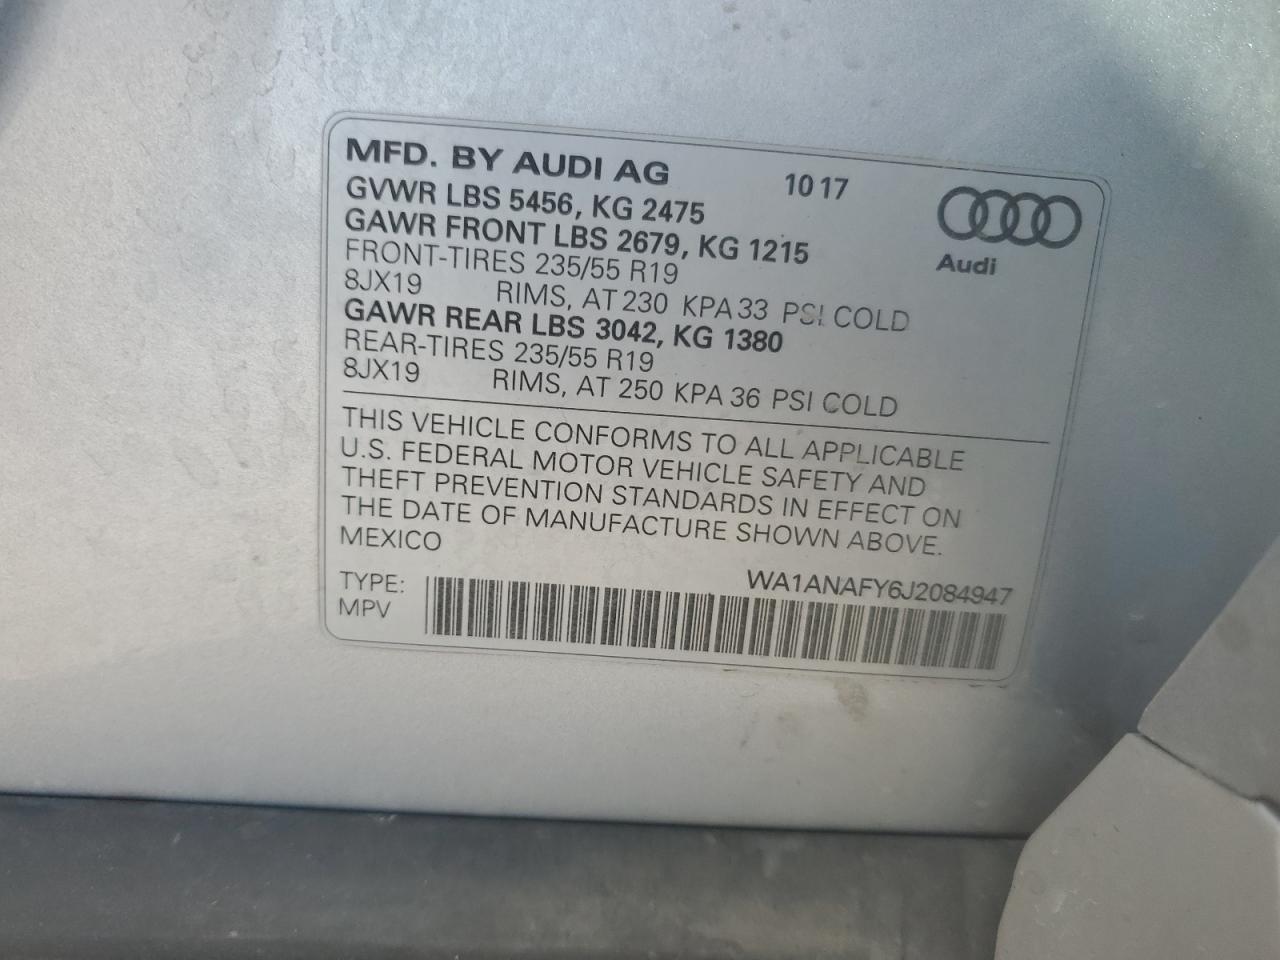 MFD. BY AUDI AG 10 17
GVWR LBS 5456, KG 2475
GAWR FRONT LBS 2679, KG 1215
Audi
FRONT-TIRES 235/55 R19
8JX19 RIMS, AT 230 KPA 33 PSI COLD
GAWR REAR LBS 3042, KG 1380
REAR-TIRES 235/55 R19
8JX19 RIMS, AT 250 KPA 36 PSI COLD
THIS VEHICLE CONFORMS TO ALL APPLICABLE
U.S. FEDERAL MOTOR VEHICLE SAFETY AND
THEFT PREVENTION STANDARDS IN EFFECT ON
THE DATE OF MANUFACTURE SHOWN ABOVE.
MEXICO
WA1ANAFY6J2084947
TYPE:
MPV